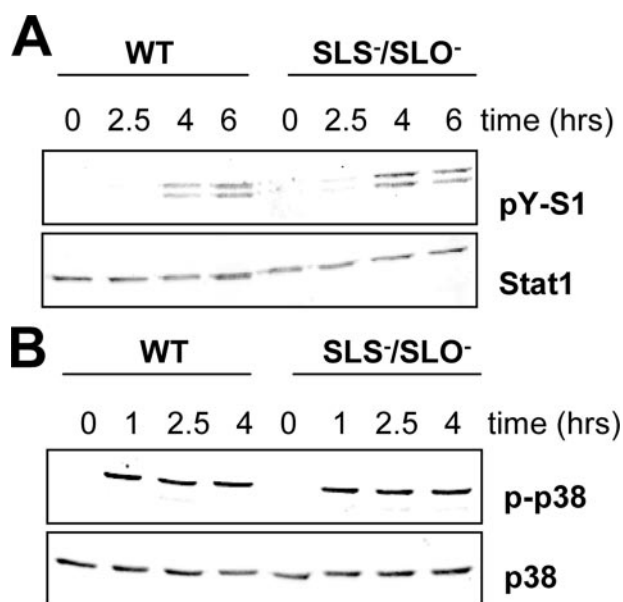 A
WT SLS⁻/SLO⁻
0 2.5 4 6 0 2.5 4 6 time (hrs)
pY-S1
Stat1
B
WT SLS⁻/SLO⁻
0 1 2.5 4 0 1 2.5 4 time (hrs)
p-p38
p38